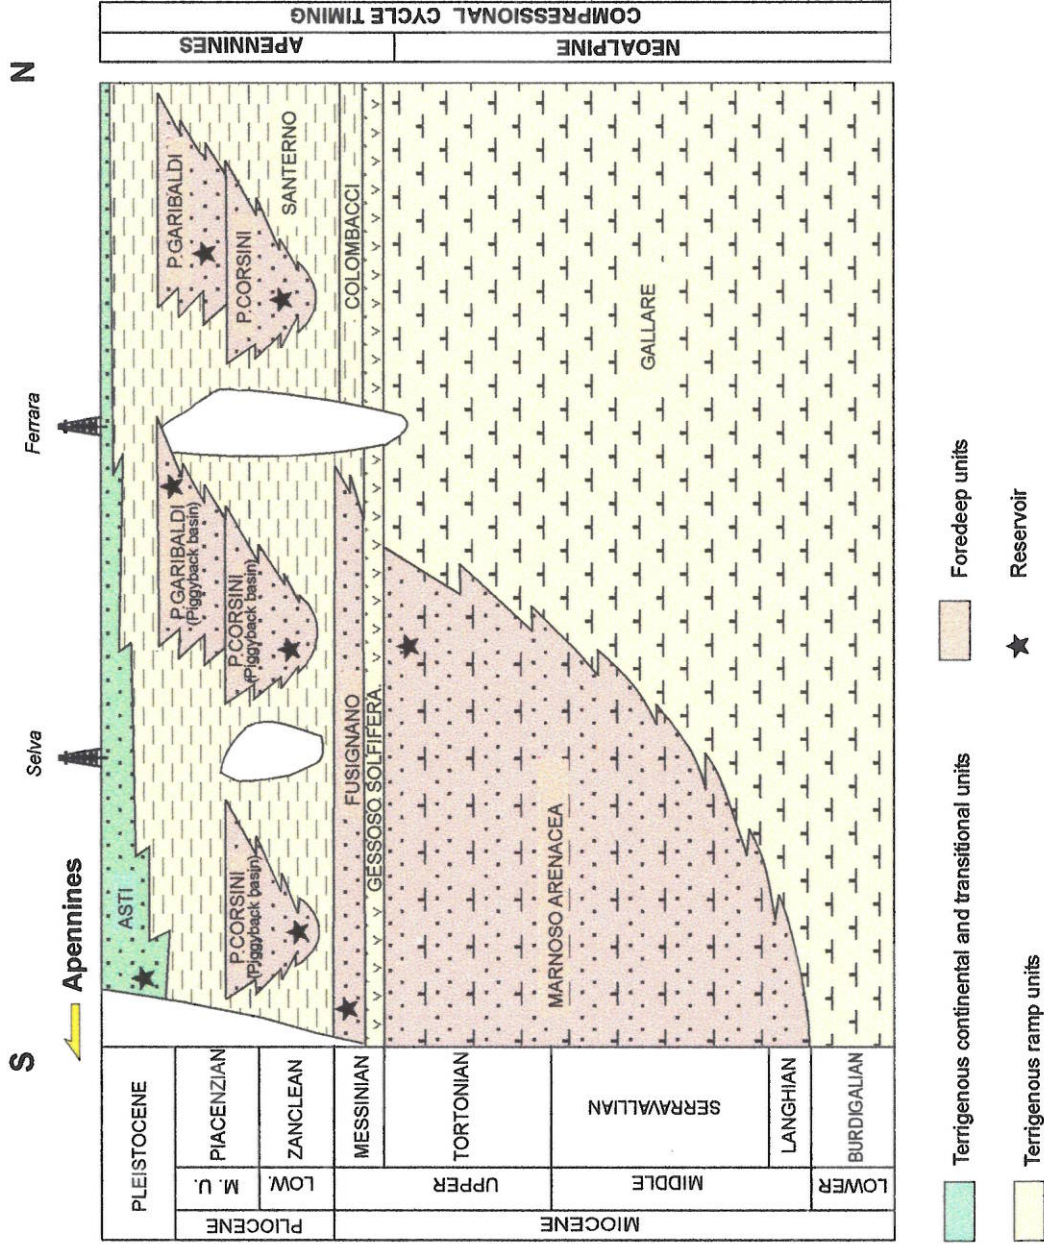 S
N
Apennines
Selva
Ferrara
PLEISTOCENE
PLIOCENE
M. U.
LOW.
PIACENZIAN
ZANCLEAN
MIOCENE
UPPER
MIDDLE
LOWER
MESSINIAN
TORTONIAN
SERRAVALLIAN
LANGHIAN
BURDIGALIAN
ASTI
P.CORSINI
(Piggyback basin)
P.GARIBALDI
(Piggyback basin)
P.CORSINI
(Piggyback basin)
P.GARIBALDI
P.CORSINI
SANTERNO
FUSIGNANO
GESSOSO SOLFIFERA
COLOMBACCI
MARNOSO ARENACEA
GALLARE
APENNINES
NEOALPINE
COMPRESSIONAL CYCLE TIMING
Terrigenous continental and transitional units
Foredeep units
Terrigenous ramp units
Reservoir